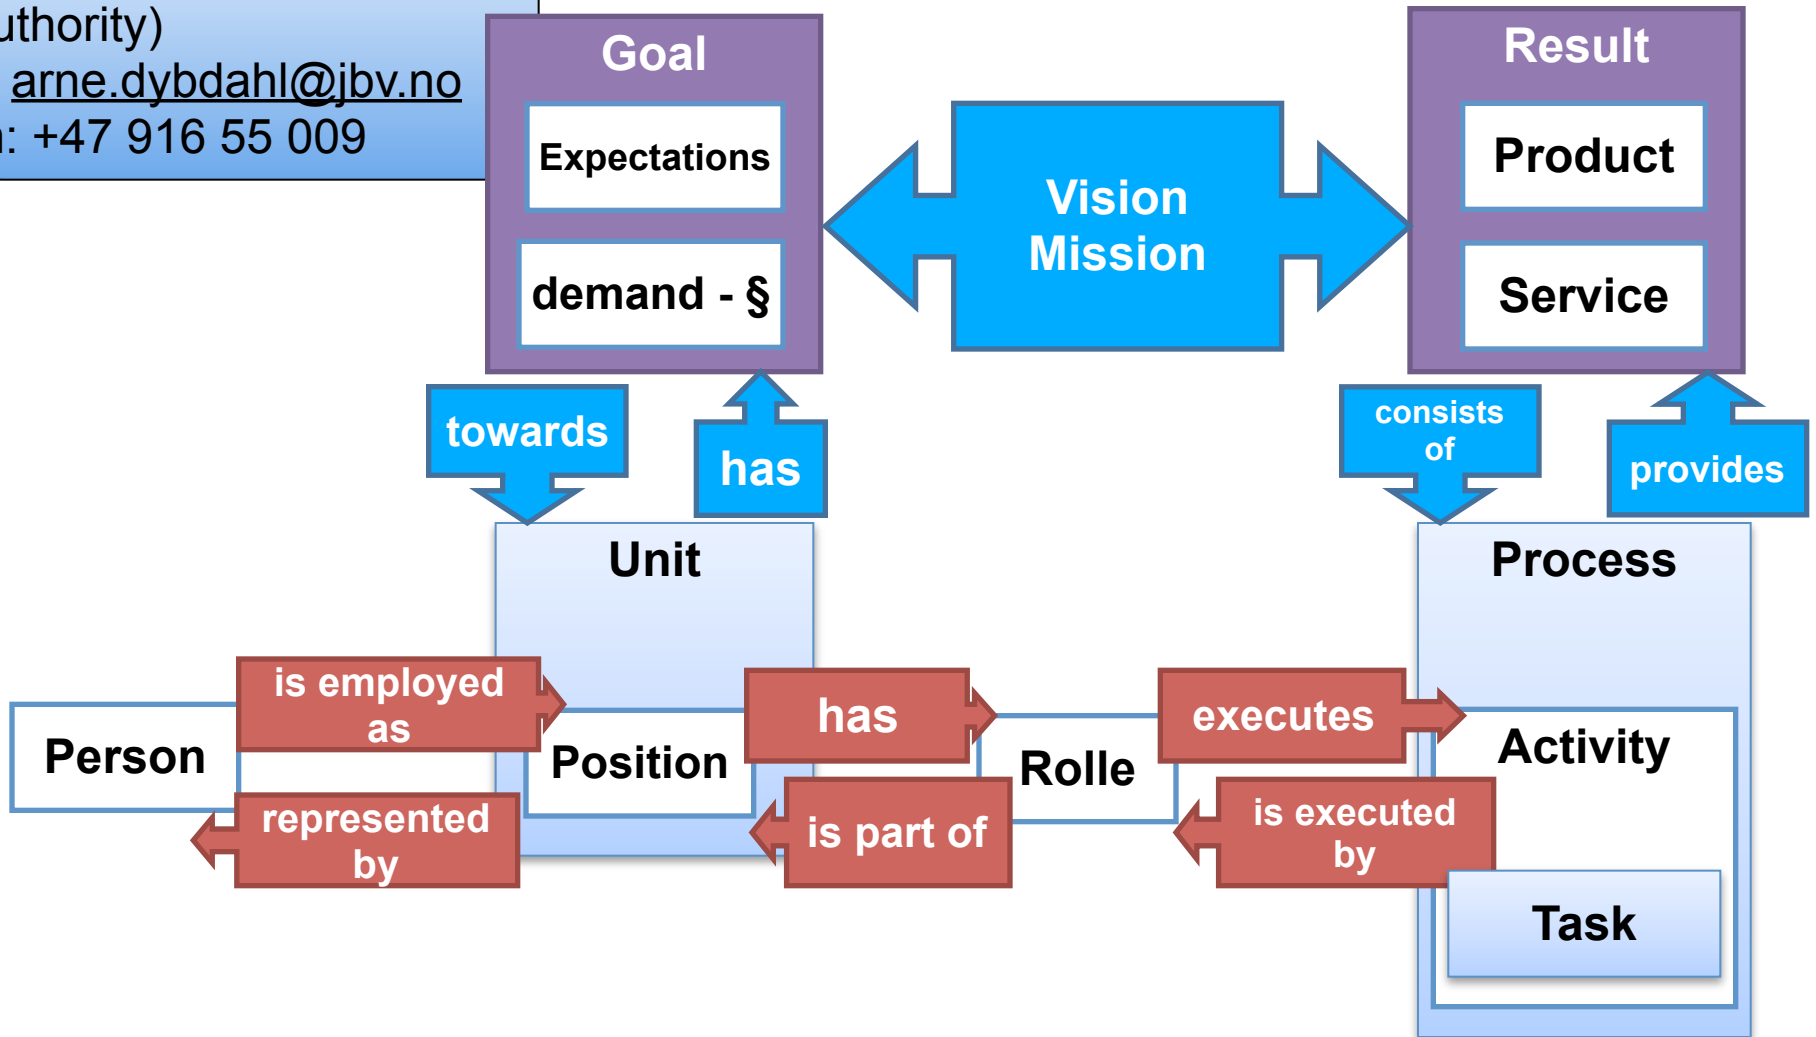 uthority)
arne.dybdahl@jbv.no
: +47 916 55 009
Goal
Expectations
demand - §
Vision
Mission
Result
Product
Service
towards
has
consists
of
provides
Unit
Process
Person
is employed
as
represented
by
Position
has
is part of
Rolle
executes
is executed
by
Activity
Task